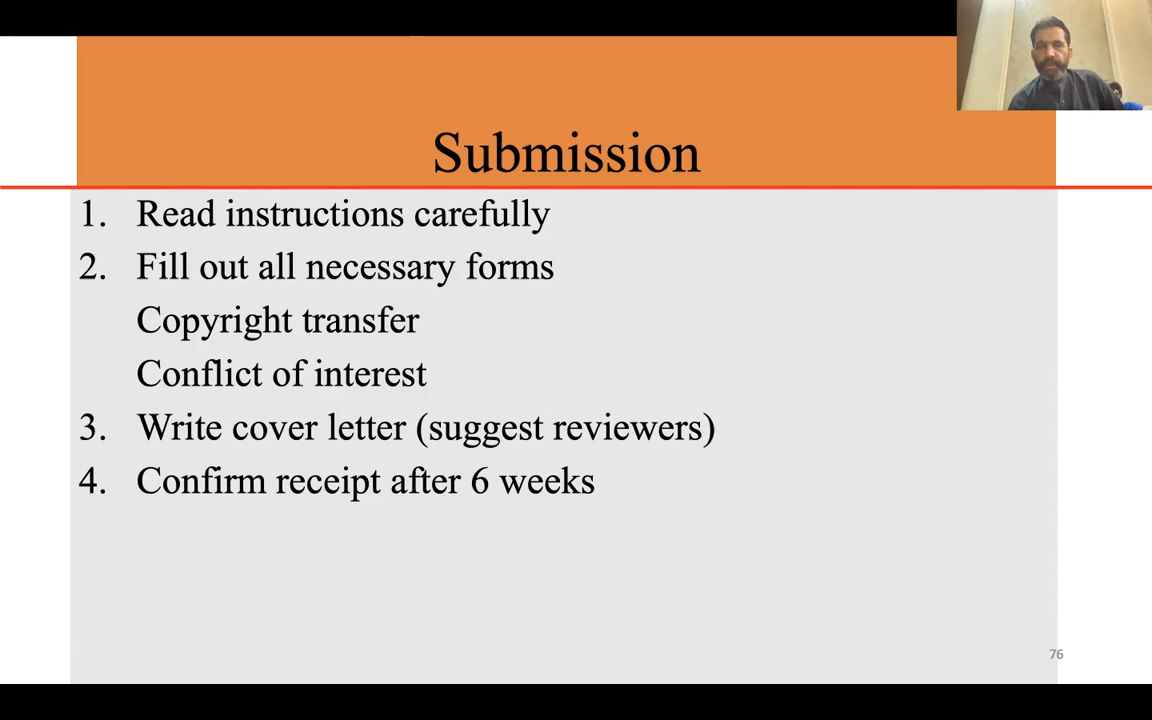 Submission
1. Read instructions carefully
2. Fill out all necessary forms
Copyright transfer
Conflict of interest
3. Write cover letter (suggest reviewers)
4. Confirm receipt after 6 weeks
76